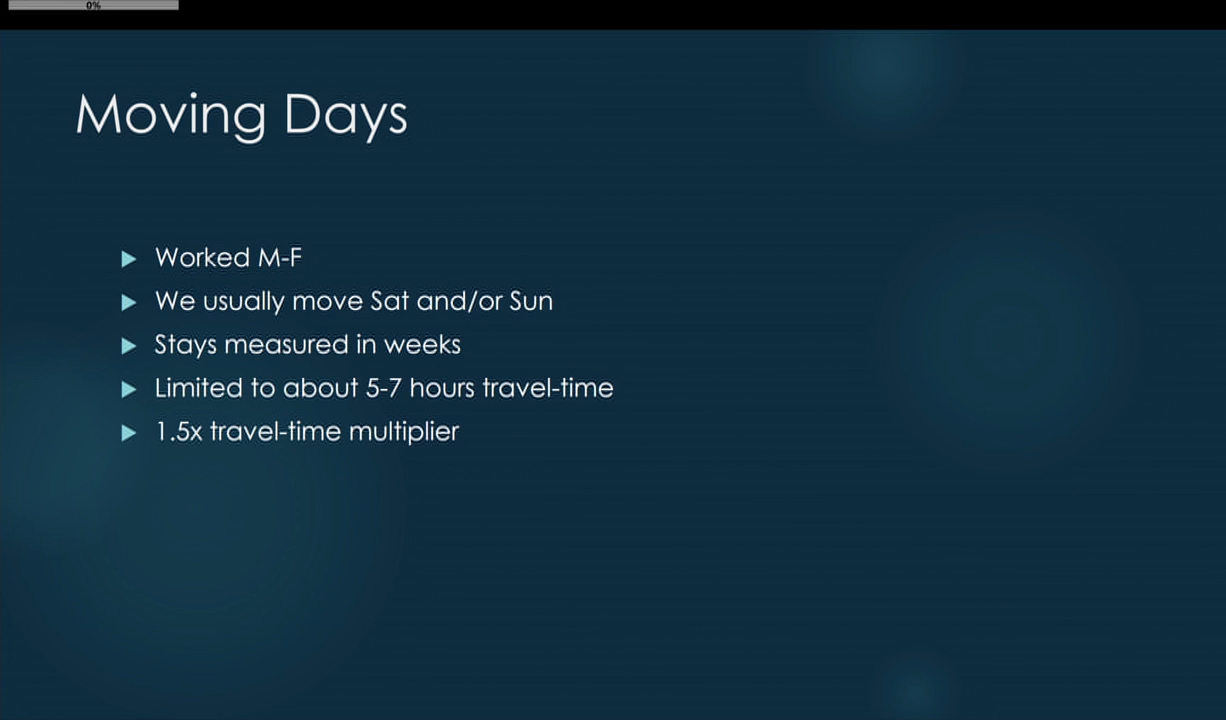 0%
Moving Days
Worked M-F
We usually move Sat and/or Sun
Stays measured in weeks
Limited to about 5-7 hours travel-time
1.5x travel-time multiplier